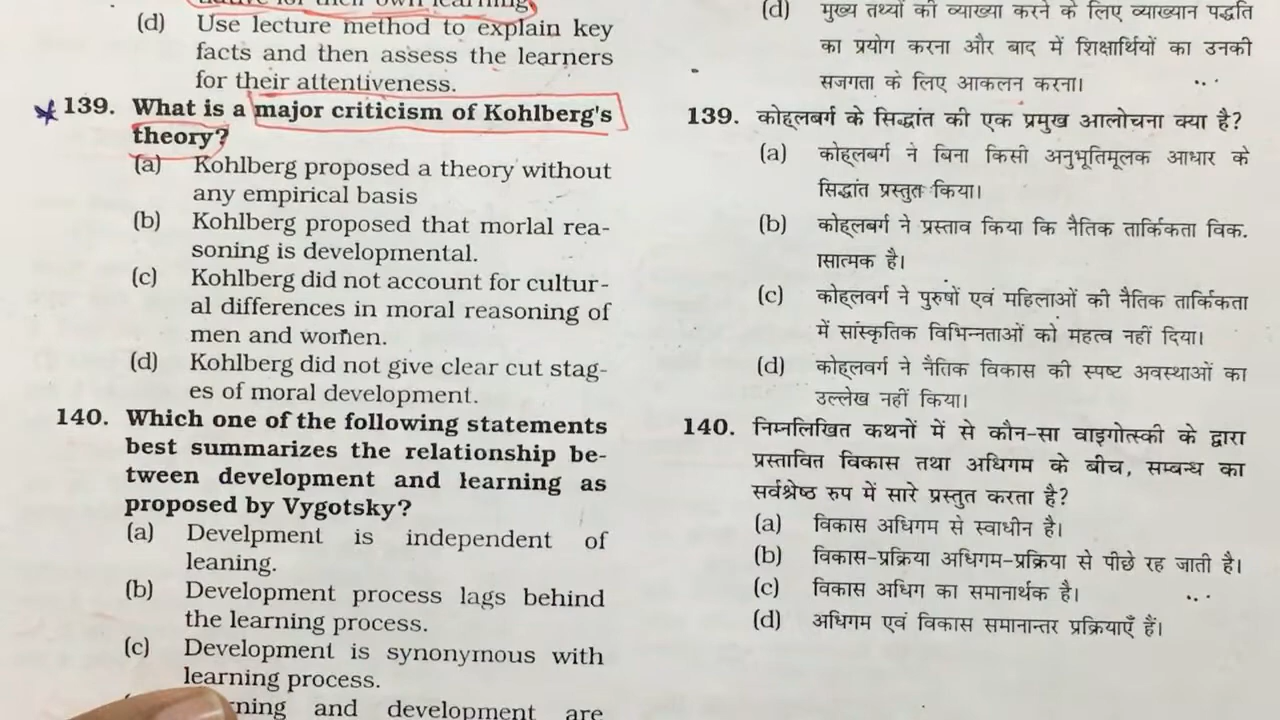 (d) Use lecture method to explain key
facts and then assess the learners
for their attentiveness.
139. What is a major criticism of Kohlberg's
theory?
(a) Kohlberg proposed a theory without
any empirical basis
(b) Kohlberg proposed that morlal rea-
soning is developmental.
(c) Kohlberg did not account for cultur-
al differences in moral reasoning of
men and women.
(d) Kohlberg did not give clear cut stag-
es of moral development.
140. Which one of the following statements
best summarizes the relationship be-
tween development and learning as
proposed by Vygotsky?
(a) Develpment is independent of
leaning.
(b) Development process lags behind
the learning process.
(c) Development is synonymous with
learning process.
and development are
(d) मुख्य तथ्यों की व्याख्या करने के लिए व्याख्यान पद्धति
का प्रयोग करना और बाद में शिक्षार्थियों का उनकी
सजगता के लिए आकलन करना।
139. कोह्लबर्ग के सिद्धांत की एक प्रमुख आलोचना क्या है?
(a) कोह्लबर्ग ने बिना किसी अनुभूतिमूलक आधार के
सिद्धांत प्रस्तुत किया।
(b) कोह्लबर्ग ने प्रस्ताव किया कि नैतिक तार्किकता विक.
ासात्मक है।
(c) कोह्लवर्ग ने पुरुषों एवं महिलाओं की नैतिक तार्किकता
में सांस्कृतिक विभिन्नताओं को महत्व नहीं दिया।
(d) कोह्लवर्ग ने नैतिक विकास की स्पष्ट अवस्थाओं का
उल्लेख नहीं किया।
140. निम्नलिखित कथनों में से कौन-सा वाइगोत्स्की के द्वारा
प्रस्तावित विकास तथा अधिगम के बीच, सम्बन्ध का
सर्वश्रेष्ठ रुप में सारे प्रस्तुत करता है?
(a) विकास अधिगम से स्वाधीन है।
(b) विकास-प्रक्रिया अधिगम-प्रक्रिया से पीछे रह जाती है।
(c) विकास अधिग का समानार्थक है।
(d) अधिगम एवं विकास समानान्तर प्रक्रियाएँ हैं।